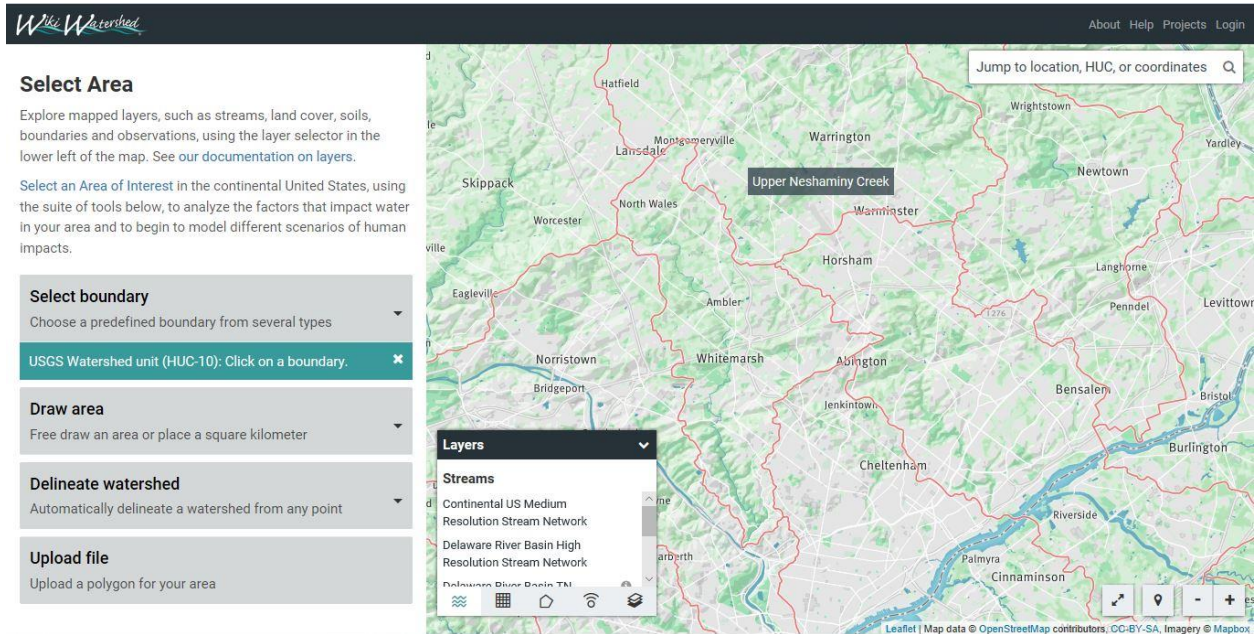 Wiki Watershed
About Help Projects Login
Select Area
Explore mapped layers, such as streams, land cover, soils,
boundaries and observations, using the layer selector in the
lower left of the map. See our documentation on layers.
Select an Area of Interest in the continental United States, using
the suite of tools below, to analyze the factors that impact water
in your area and to begin to model different scenarios of human
impacts.
Select boundary
Choose a predefined boundary from several types
USGS Watershed unit (HUC-10): Click on a boundary.
Draw area
Free draw an area or place a square kilometer
Delineate watershed
Automatically delineate a watershed from any point
Upload file
Upload a polygon for your area
Jump to location, HUC, or coordinates
Hatfield
Wrightstown
Montgomeryville
Warrington
Lansdale
Yardley
Newtown
Skippack
Upper Neshaminy Creek
North Wales
Warminster
Worcester
ville
Horsham
Langhorne
Eagleville
Ambler
Penndel
Levittown
I 276
Norristown
Whitemarsh
Abington
Bridgeport
Bensalem
Bristol
Jenkintown
Burlington
Cheltenham
Riverside
Palmyra
Cinnaminson
Layers
Streams
Continental US Medium
Resolution Stream Network
Delaware River Basin High
Resolution Stream Network
Delaware River Basin TN
arberth
- +
Leaflet | Map data © OpenStreetMap contributors, CC-BY-SA, Imagery © Mapbox